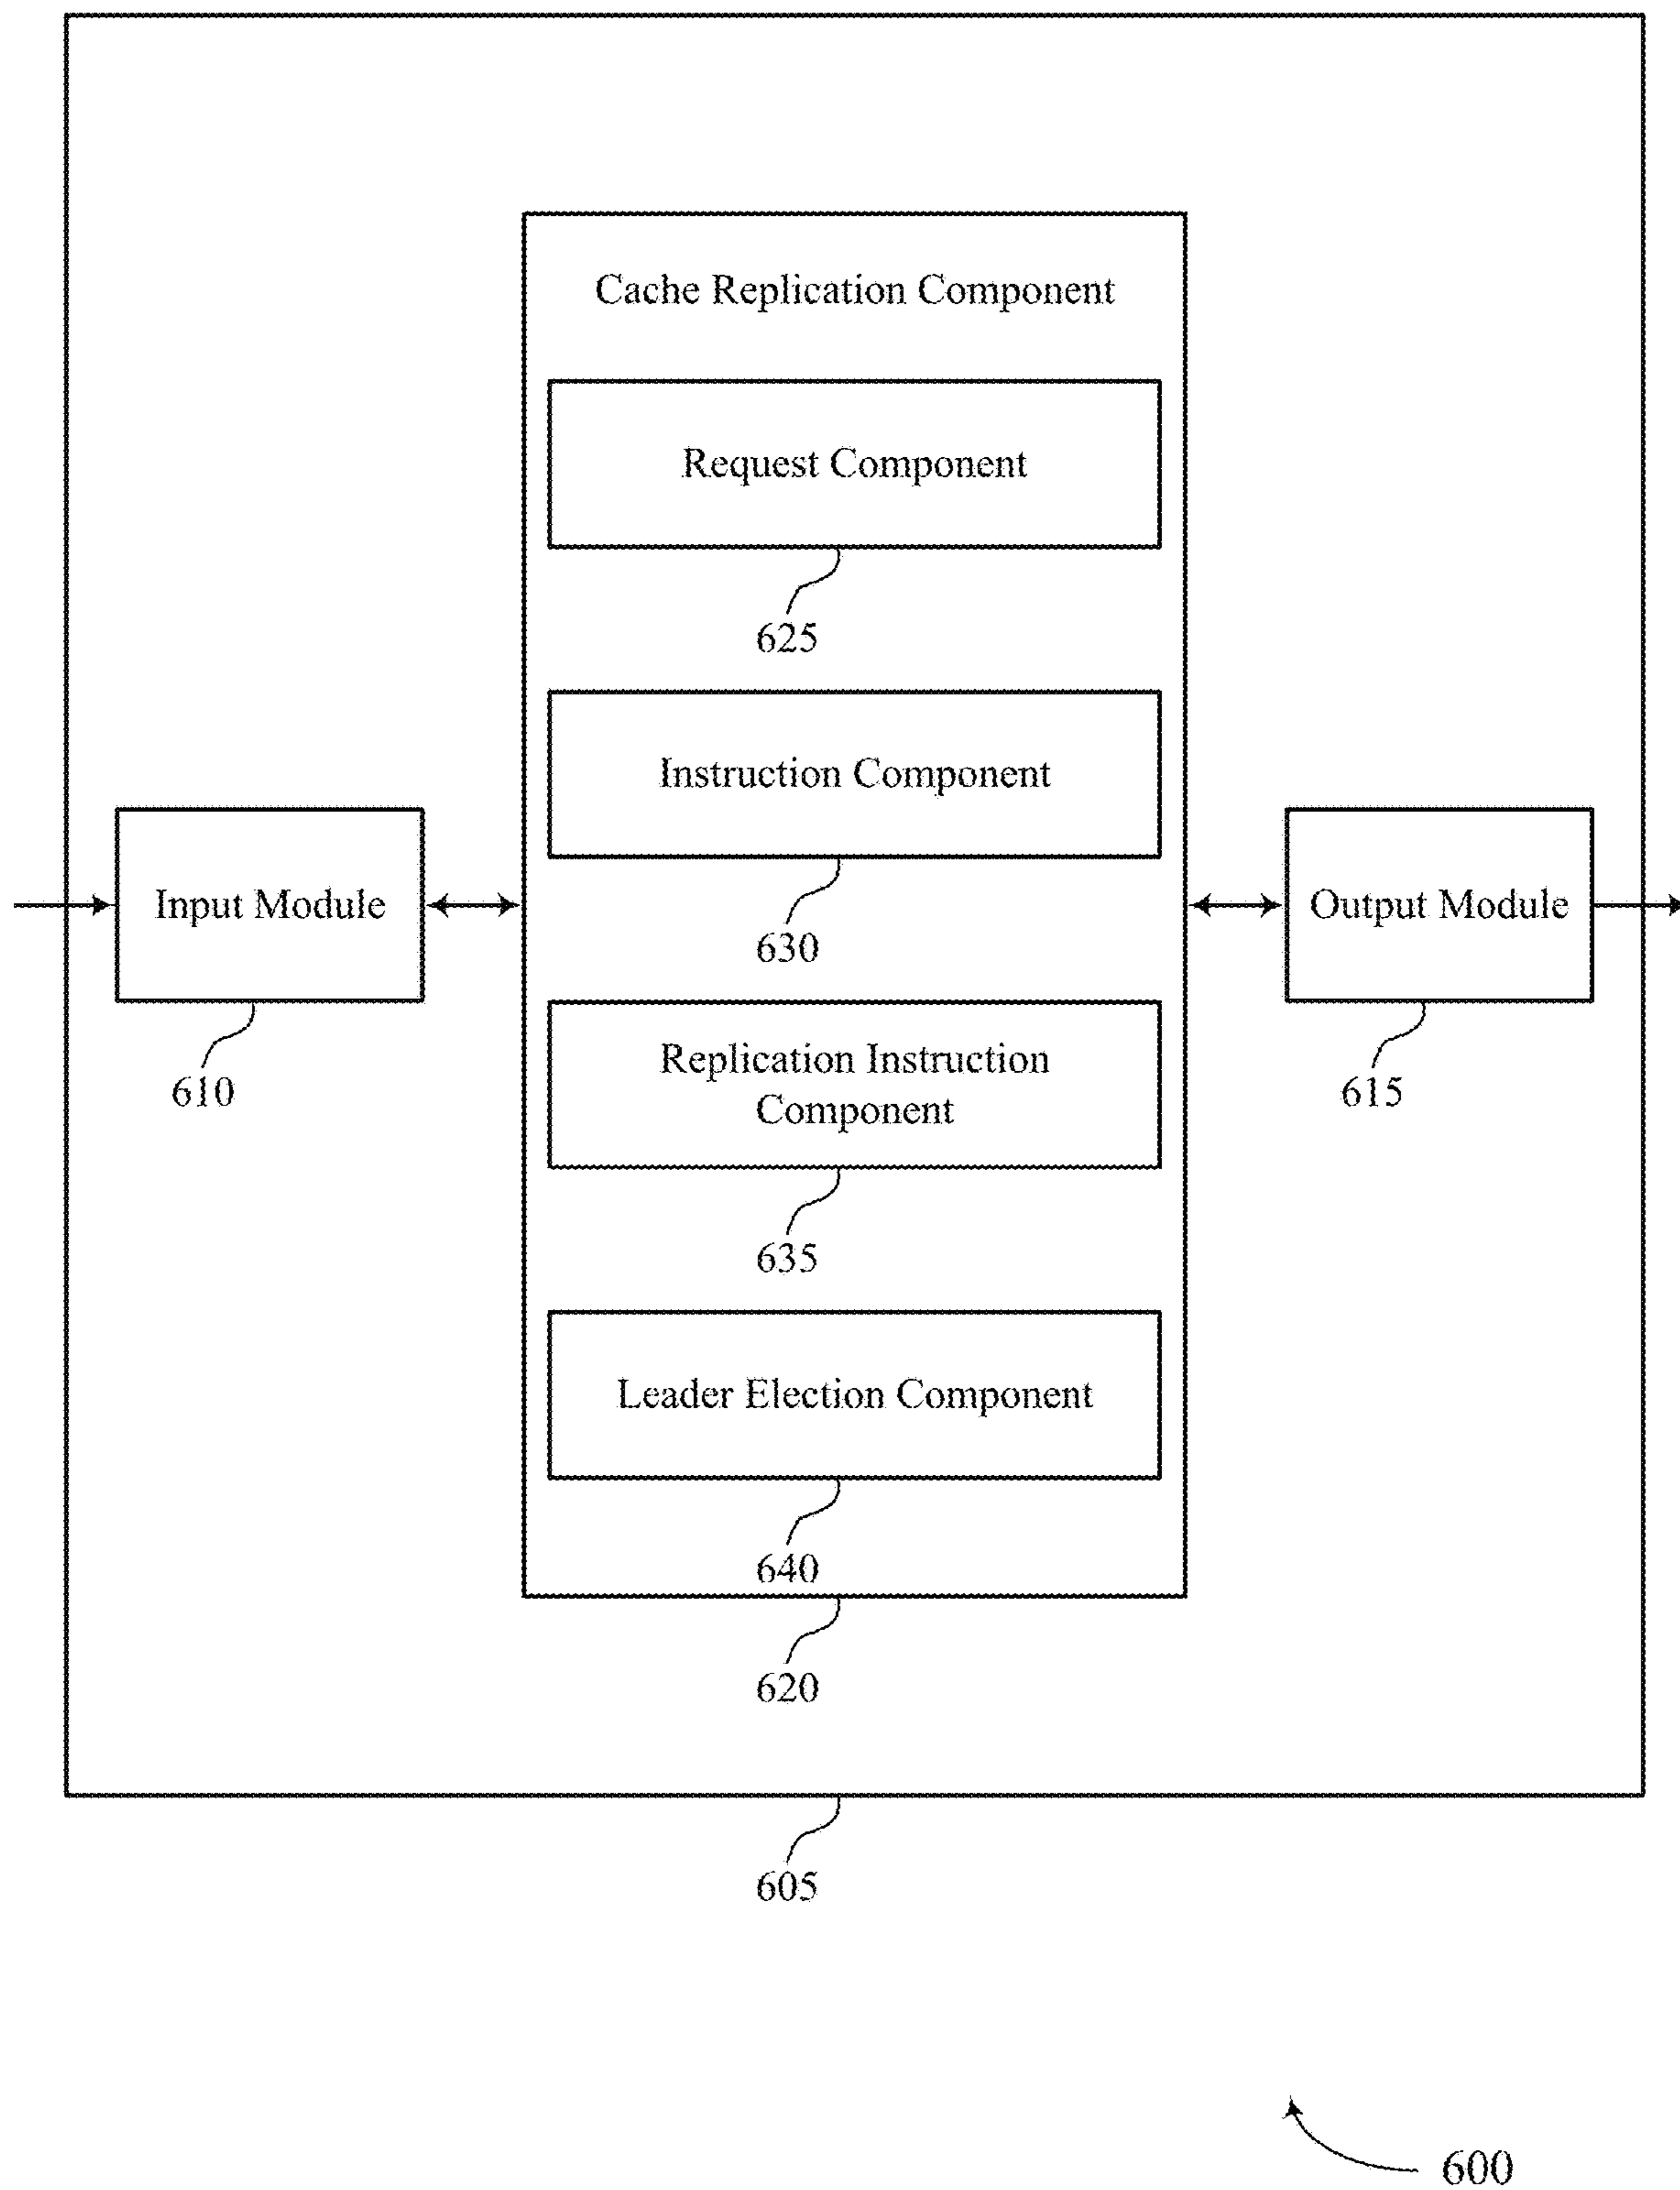 Cache Replication Component
Request Component
625
Instruction Component
630
Input Module
610
Output Module
615
Replication Instruction
Component
635
Leader Election Component
640
620
605
600